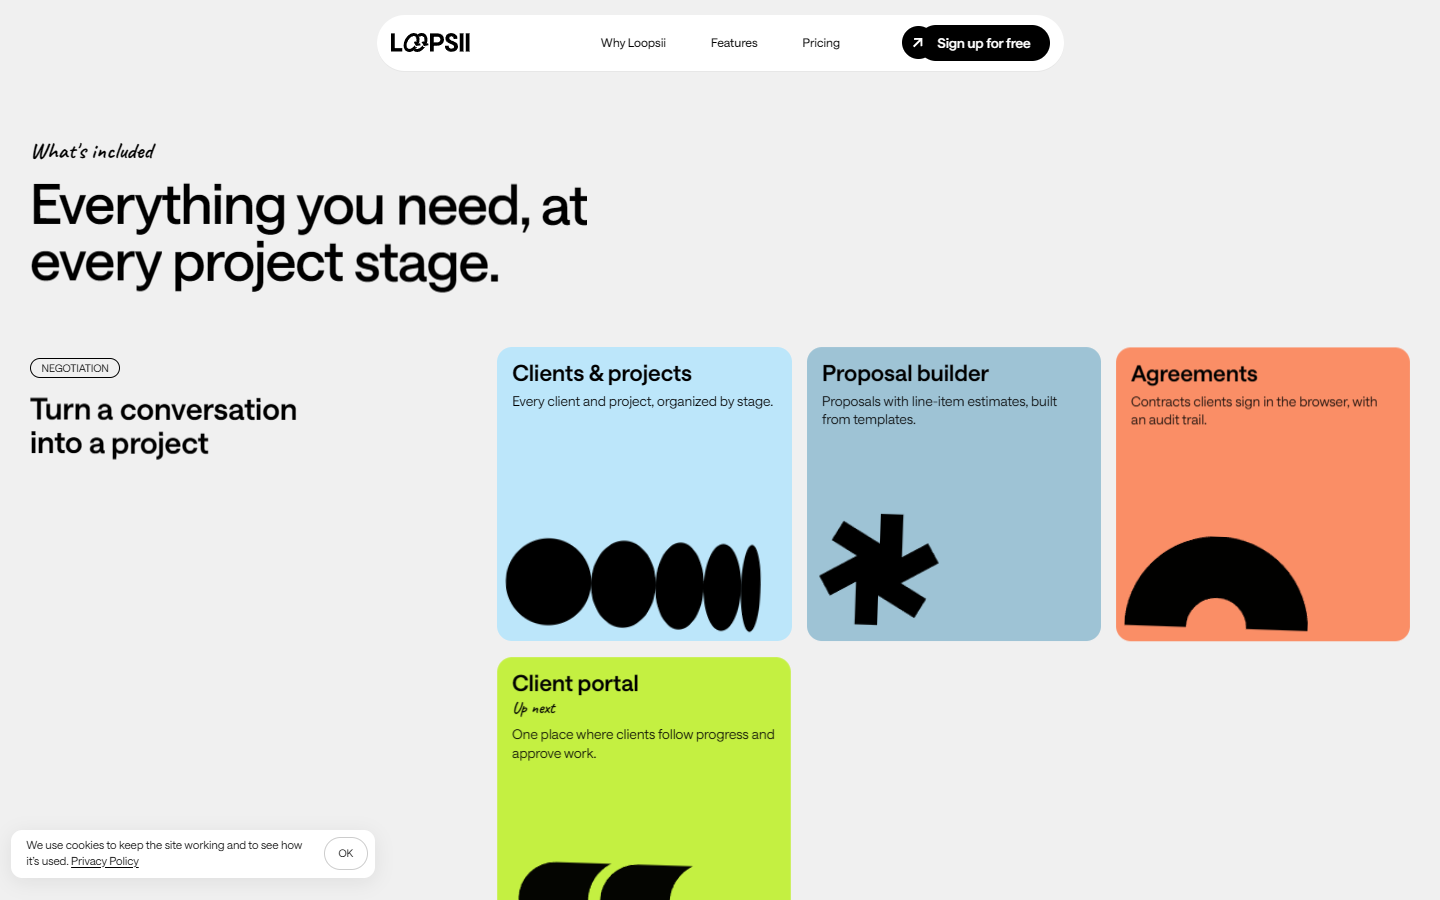 LOOPSII
Why Loopsii
Features
Pricing
Sign up for free
What's included
Everything you need, at
every project stage.
NEGOTIATION
Turn a conversation
into a project
Clients & projects
Every client and project, organized by stage.
Proposal builder
Proposals with line-item estimates, built
from templates.
Agreements
Contracts clients sign in the browser, with
an audit trail.
Client portal
Up next
One place where clients follow progress and
approve work.
We use cookies to keep the site working and to see how
it's used. Privacy Policy
OK